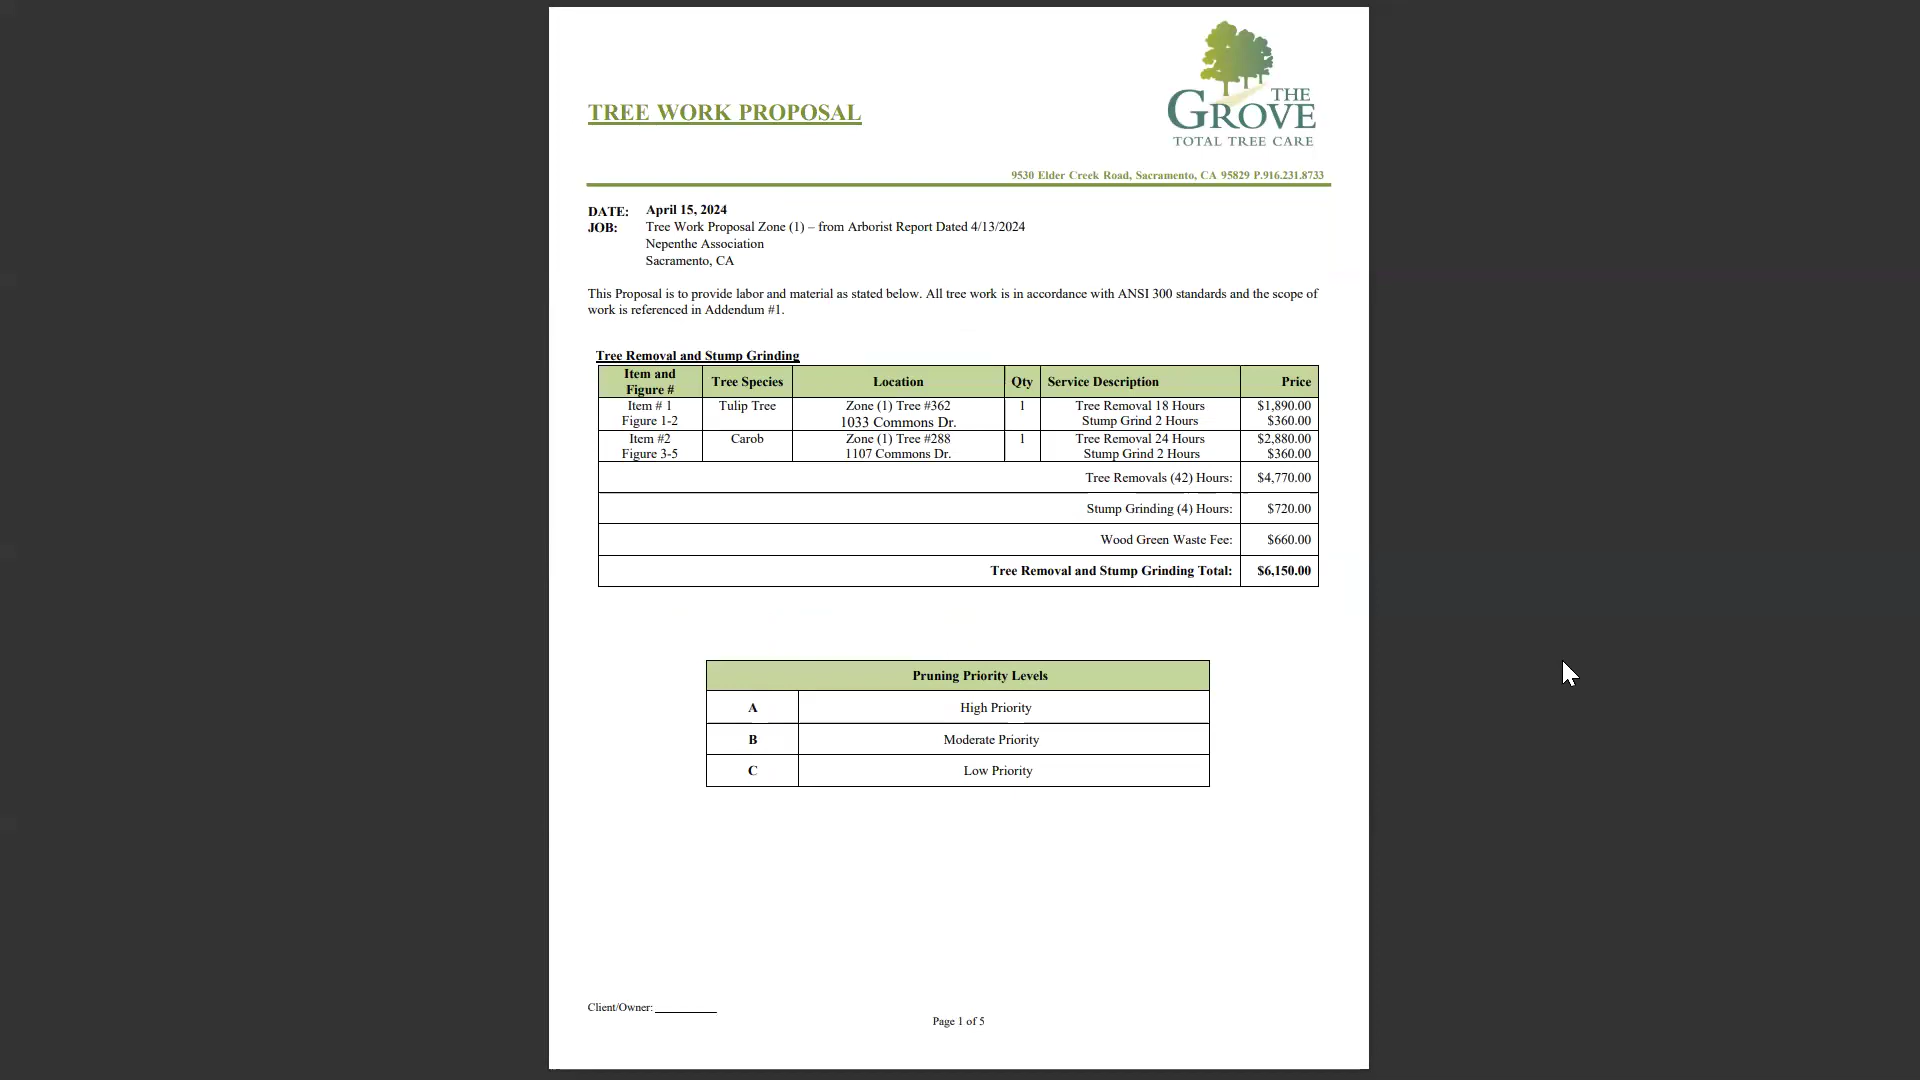 THE
GROVE
TOTAL TREE CARE
TREE WORK PROPOSAL
9530 Elder Creek Road, Sacramento, CA 95829 P.916.231.8733
DATE: April 15, 2024
JOB: Tree Work Proposal Zone (1) – from Arborist Report Dated 4/13/2024
Nepenthe Association
Sacramento, CA
This Proposal is to provide labor and material as stated below. All tree work is in accordance with ANSI 300 standards and the scope of
work is referenced in Addendum #1.
Tree Removal and Stump Grinding
Item and Figure # Tree Species Location Qty Service Description Price
Item # 1 Tulip Tree Zone (1) Tree #362 1 Tree Removal 18 Hours $1,890.00
Figure 1-2 1033 Commons Dr. Stump Grind 2 Hours $360.00
Item #2 Carob Zone (1) Tree #288 1 Tree Removal 24 Hours $2,880.00
Figure 3-5 1107 Commons Dr. Stump Grind 2 Hours $360.00
Tree Removals (42) Hours: $4,770.00
Stump Grinding (4) Hours: $720.00
Wood Green Waste Fee: $660.00
Tree Removal and Stump Grinding Total: $6,150.00
Pruning Priority Levels
A High Priority
B Moderate Priority
C Low Priority
Client/Owner: __________
Page 1 of 5